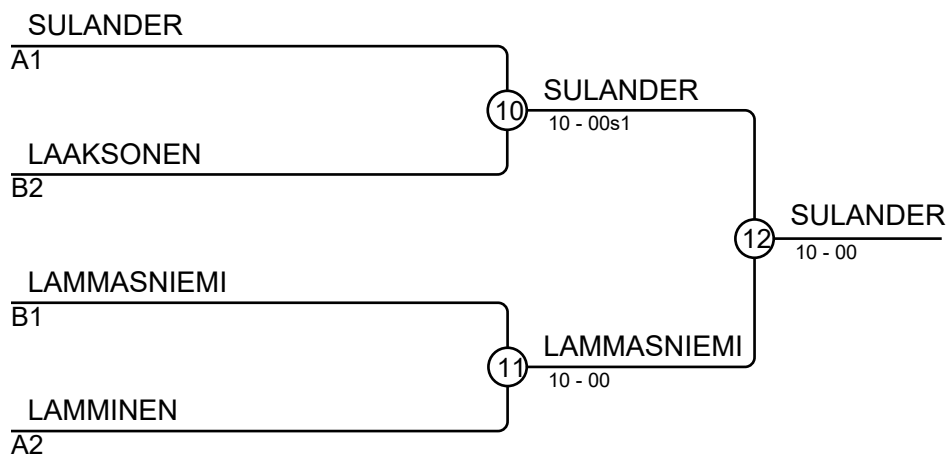 SULANDER
A1
10
SULANDER
10 - 00s1
LAAKSONEN
B2
12
SULANDER
10 - 00
LAMMASNIEMI
B1
11
LAMMASNIEMI
10 - 00
LAMMINEN
A2